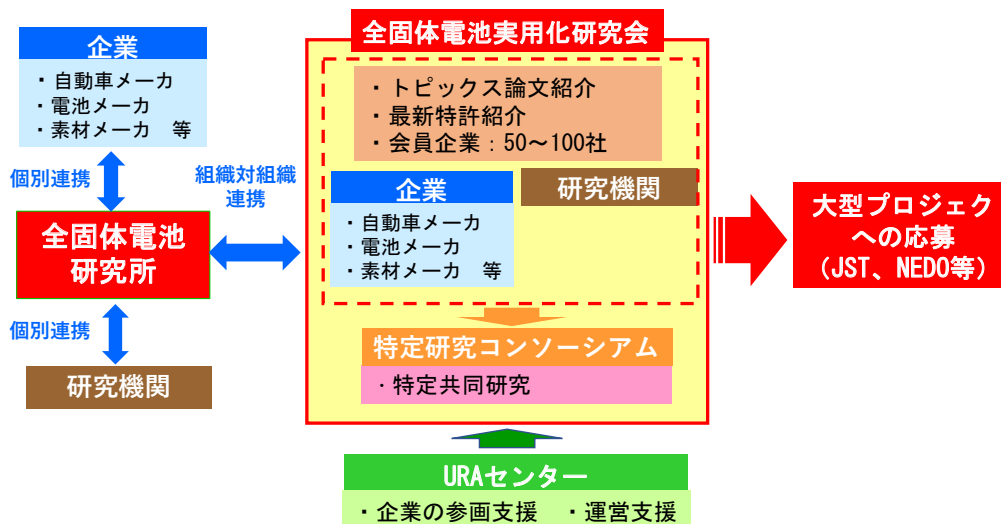 企業
・自動車メーカ
・電池メーカ
・素材メーカ　等
個別連携
組織対組織
連携
全固体電池
研究所
個別連携
研究機関
全固体電池実用化研究会
・トピックス論文紹介
・最新特許紹介
・会員企業：50～100社
企業
・自動車メーカ
・電池メーカ
・素材メーカ　等
研究機関
特定研究コンソーシアム
・特定共同研究
URAセンター
・企業の参画支援　・運営支援
大型プロジェク
への応募
（JST、NEDO等）